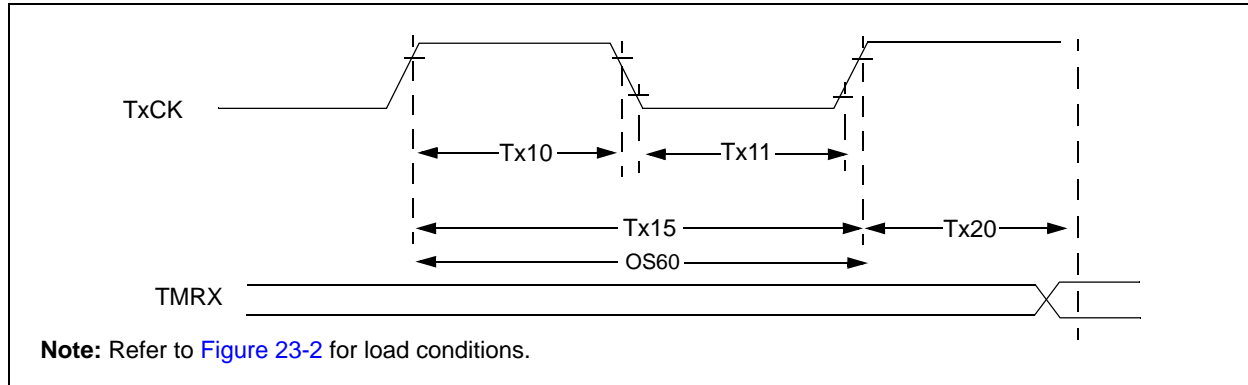 TxCK
Tx10
Tx11
Tx15
Tx20
OS60
TMRX
Note: Refer to Figure 23-2 for load conditions.